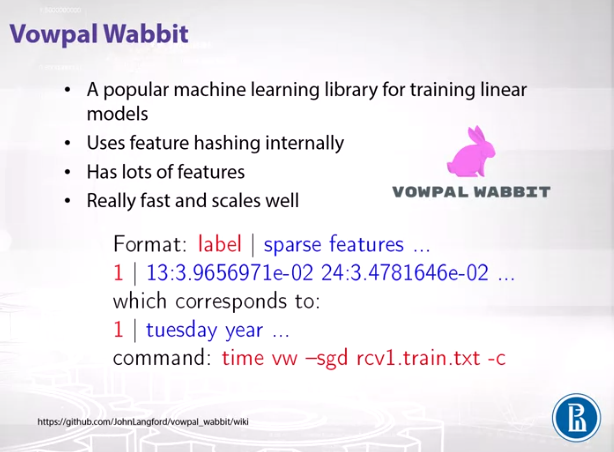 Vowpal Wabbit
• A popular machine learning library for training linear
models
• Uses feature hashing internally
• Has lots of features
• Really fast and scales well
VOWPAL WABBIT
Format: label | sparse features ...
1 | 13:3.9656971e-02 24:3.4781646e-02 ...
which corresponds to:
1 | tuesday year ...
command: time vw –sgd rcv1.train.txt -c
https://github.com/JohnLangford/vowpal_wabbit/wiki